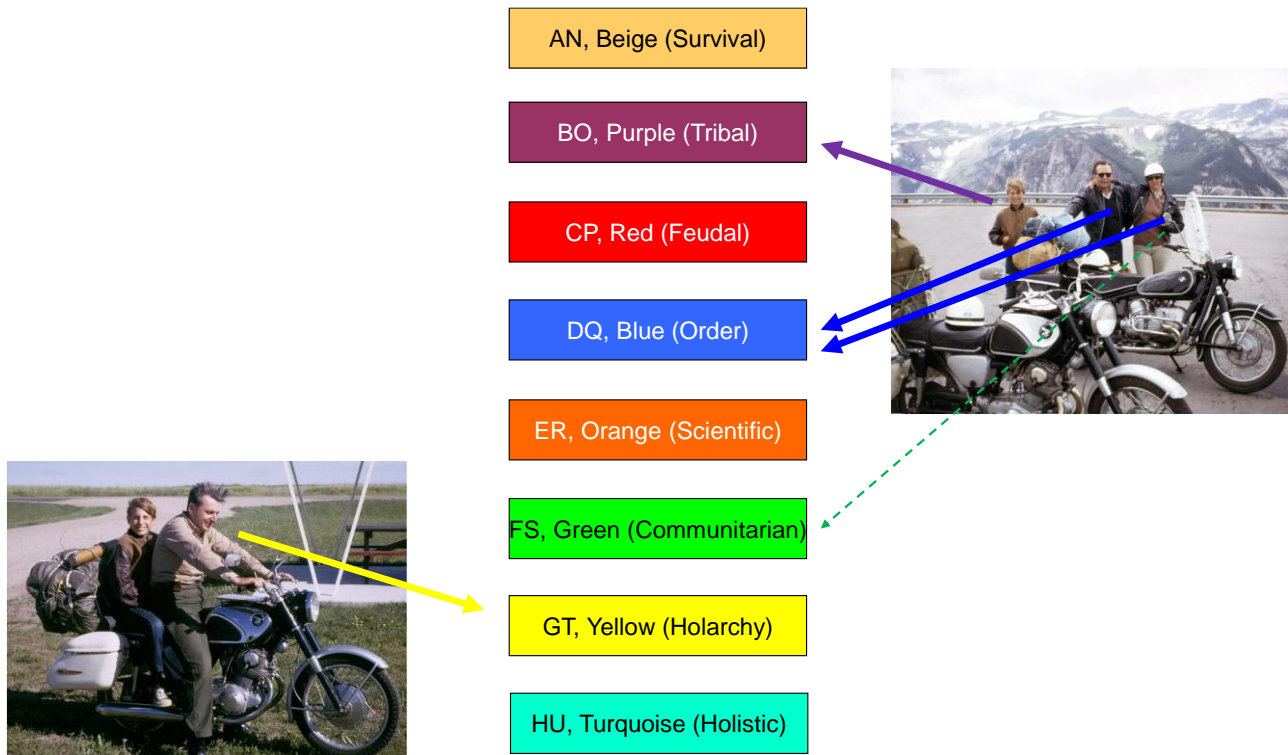 AN, Beige (Survival)
BO, Purple (Tribal)
CP, Red (Feudal)
DQ, Blue (Order)
ER, Orange (Scientific)
FS, Green (Communitarian)
GT, Yellow (Holarchy)
HU, Turquoise (Holistic)